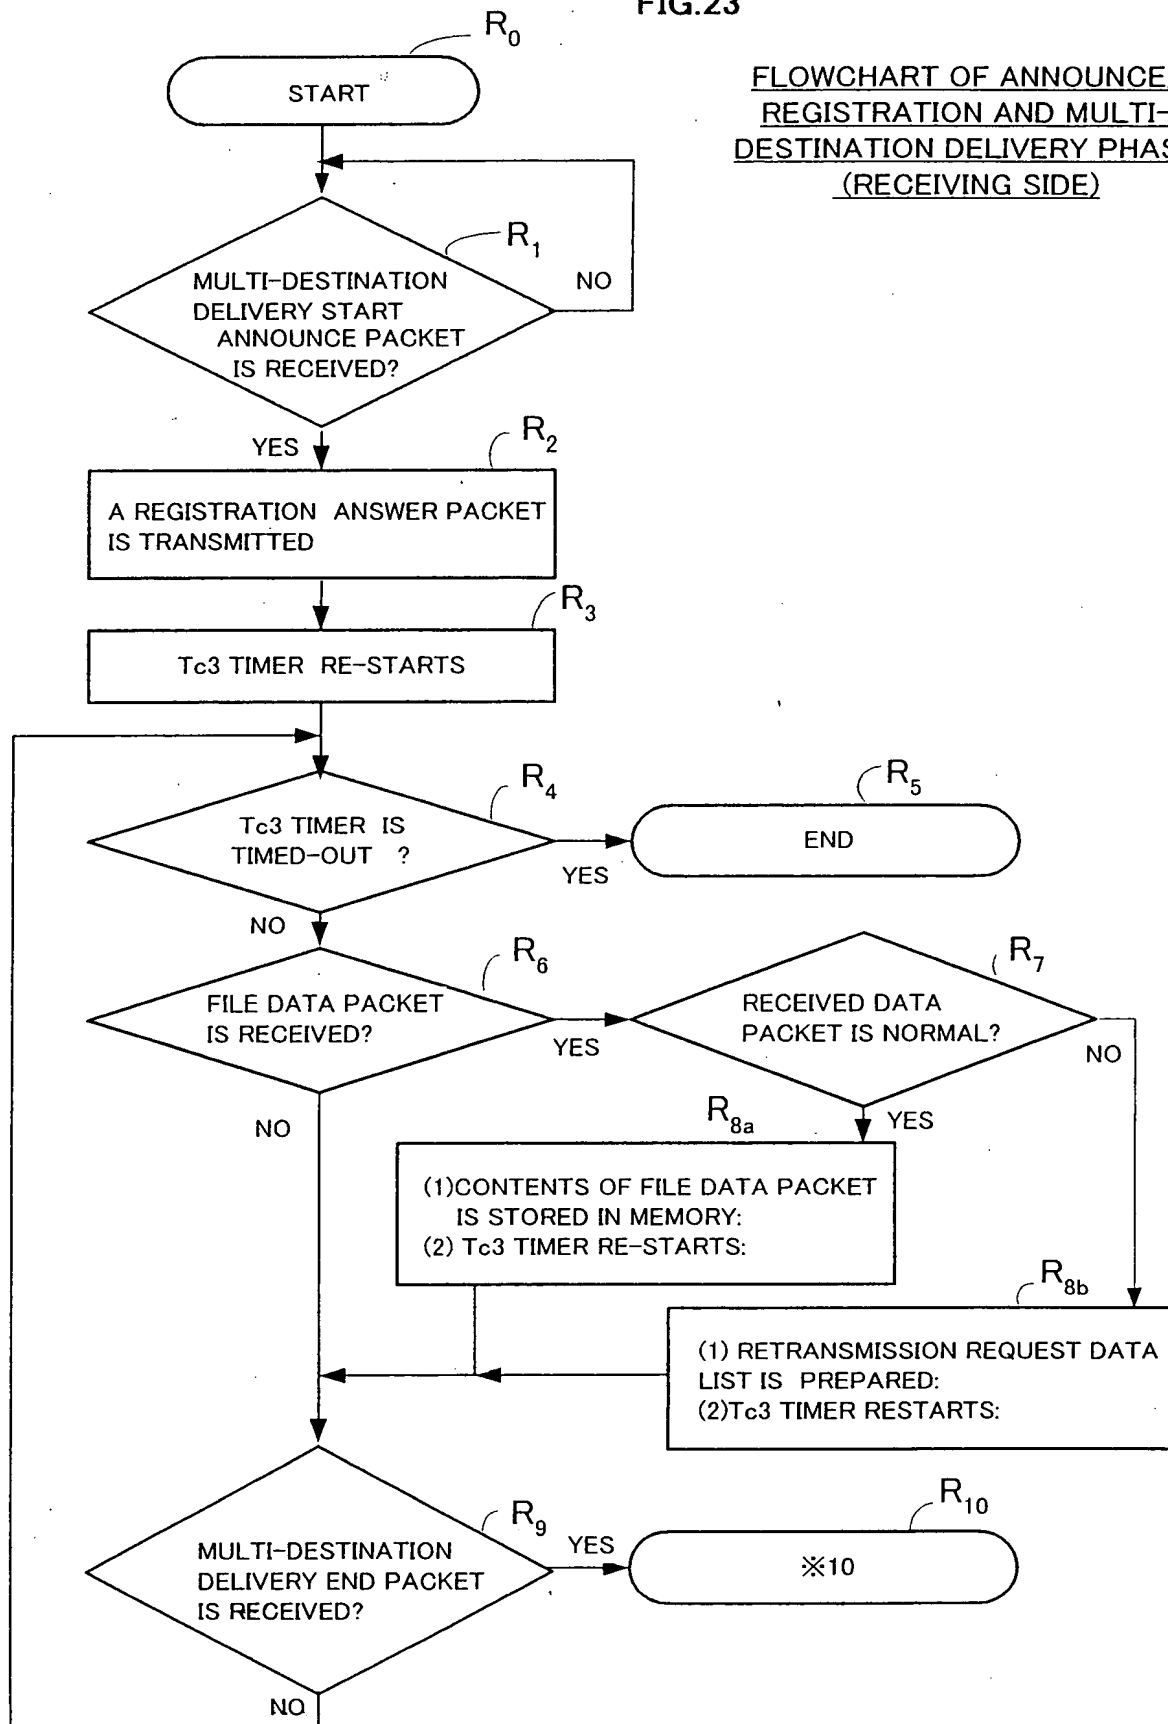 FIG.23
FLOWCHART OF ANNOUNCE
REGISTRATION AND MULTI-
DESTINATION DELIVERY PHAS
(RECEIVING SIDE)
R0
START
R1
MULTI-DESTINATION
DELIVERY START
ANNOUNCE PACKET
IS RECEIVED?
NO
YES
R2
A REGISTRATION ANSWER PACKET
IS TRANSMITTED
R3
Tc3 TIMER RE-STARTS
R4
Tc3 TIMER IS
TIMED-OUT ?
YES
R5
END
NO
R6
FILE DATA PACKET
IS RECEIVED?
YES
R7
RECEIVED DATA
PACKET IS NORMAL?
NO
NO
YES
R8a
(1)CONTENTS OF FILE DATA PACKET
IS STORED IN MEMORY:
(2) Tc3 TIMER RE-STARTS:
R8b
(1) RETRANSMISSION REQUEST DATA
LIST IS PREPARED:
(2)Tc3 TIMER RESTARTS:
R9
MULTI-DESTINATION
DELIVERY END PACKET
IS RECEIVED?
YES
R10
※10
NO